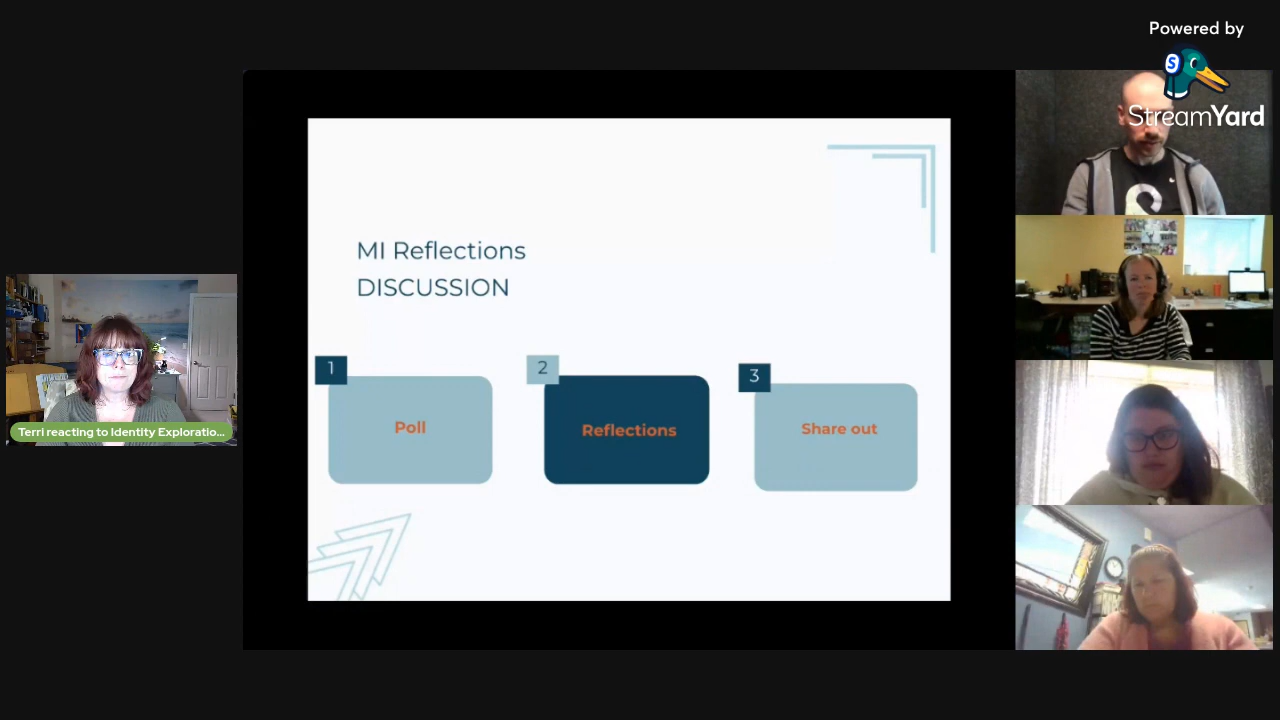 Powered by
S
StreamYard
MI Reflections
DISCUSSION
1
2
3
Poll
Reflections
Share out
Terri reacting to Identity Exploratio...